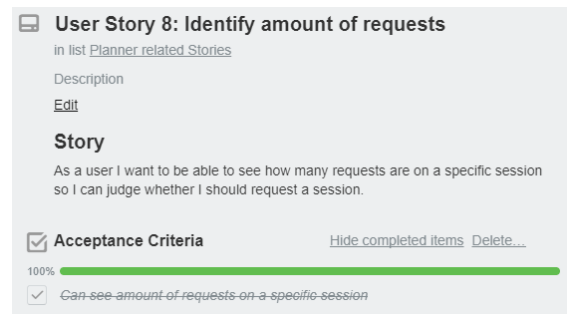 User Story 8: Identify amount of requests
in list Planner related Stories
Description
Edit
Story
As a user I want to be able to see how many requests are on a specific session
so I can judge whether I should request a session.
Acceptance Criteria Hide completed items Delete...
100%
Can see amount of requests on a specific session